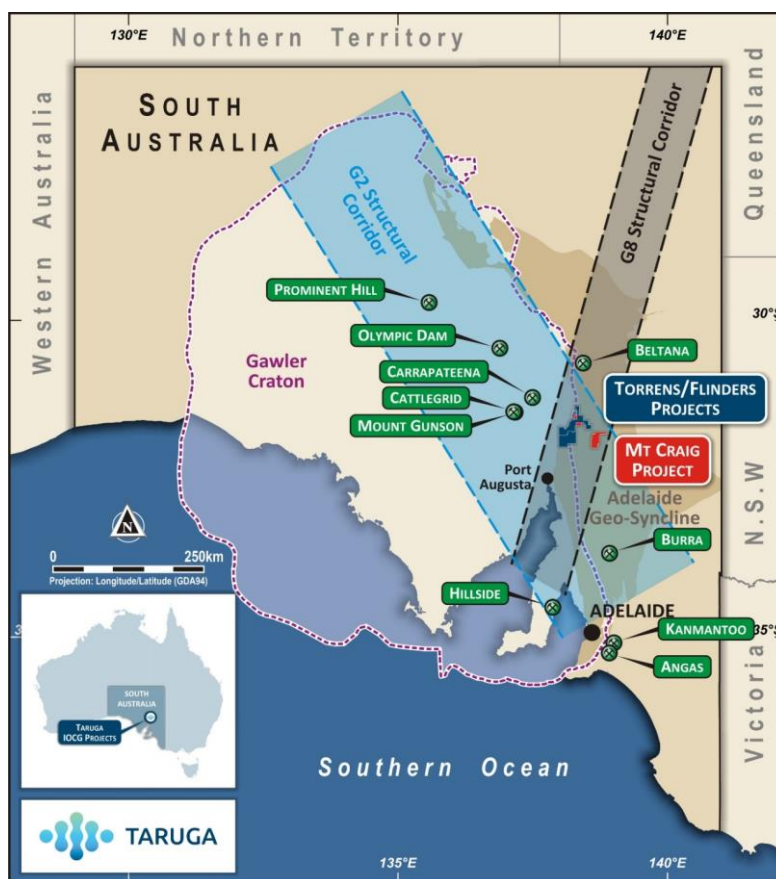 130°E
140°E
Northern Territory
SOUTH
AUSTRALIA
Western Australia
Queensland
G2 Structural
Corridor
G8 Structural Corridor
PROMINENT HILL
30°S
OLYMPIC DAM
BELTANA
Gawler
Craton
CARRAPATEENA
TORRENS/FLINDERS
PROJECTS
CATTLEGRID
MOUNT GUNSON
MT CRAIG
PROJECT
Port
Augusta
Adelaide
Geo-Syncline
N.S.W
N
BURRA
0
250km
Projection: Longitude/Latitude (GDA94)
HILLSIDE
ADELAIDE
KANMANTOO
35°S
ANGAS
Victoria
SOUTH
AUSTRALIA
TARUGA
IOCG PROJECTS
Southern Ocean
TARUGA
135°E
140°E